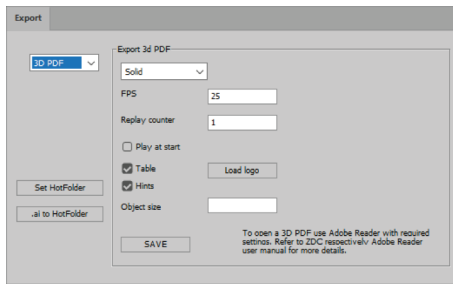 Export
3D PDF
Export 3d PDF
Solid
FPS
25
Replay counter
1
Play at start
Table
Load logo
Hints
Set HotFolder
.ai to HotFolder
Object size
SAVE
To open a 3D PDF use Adobe Reader with required
settings. Refer to ZDC respectively Adobe Reader
user manual for more details.